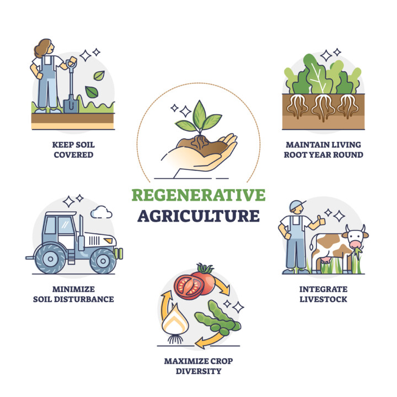 KEEP SOIL
COVERED
MAINTAIN LIVING
ROOT YEAR ROUND
REGENERATIVE
AGRICULTURE
MINIMIZE
SOIL DISTURBANCE
INTEGRATE
LIVESTOCK
MAXIMIZE CROP
DIVERSITY